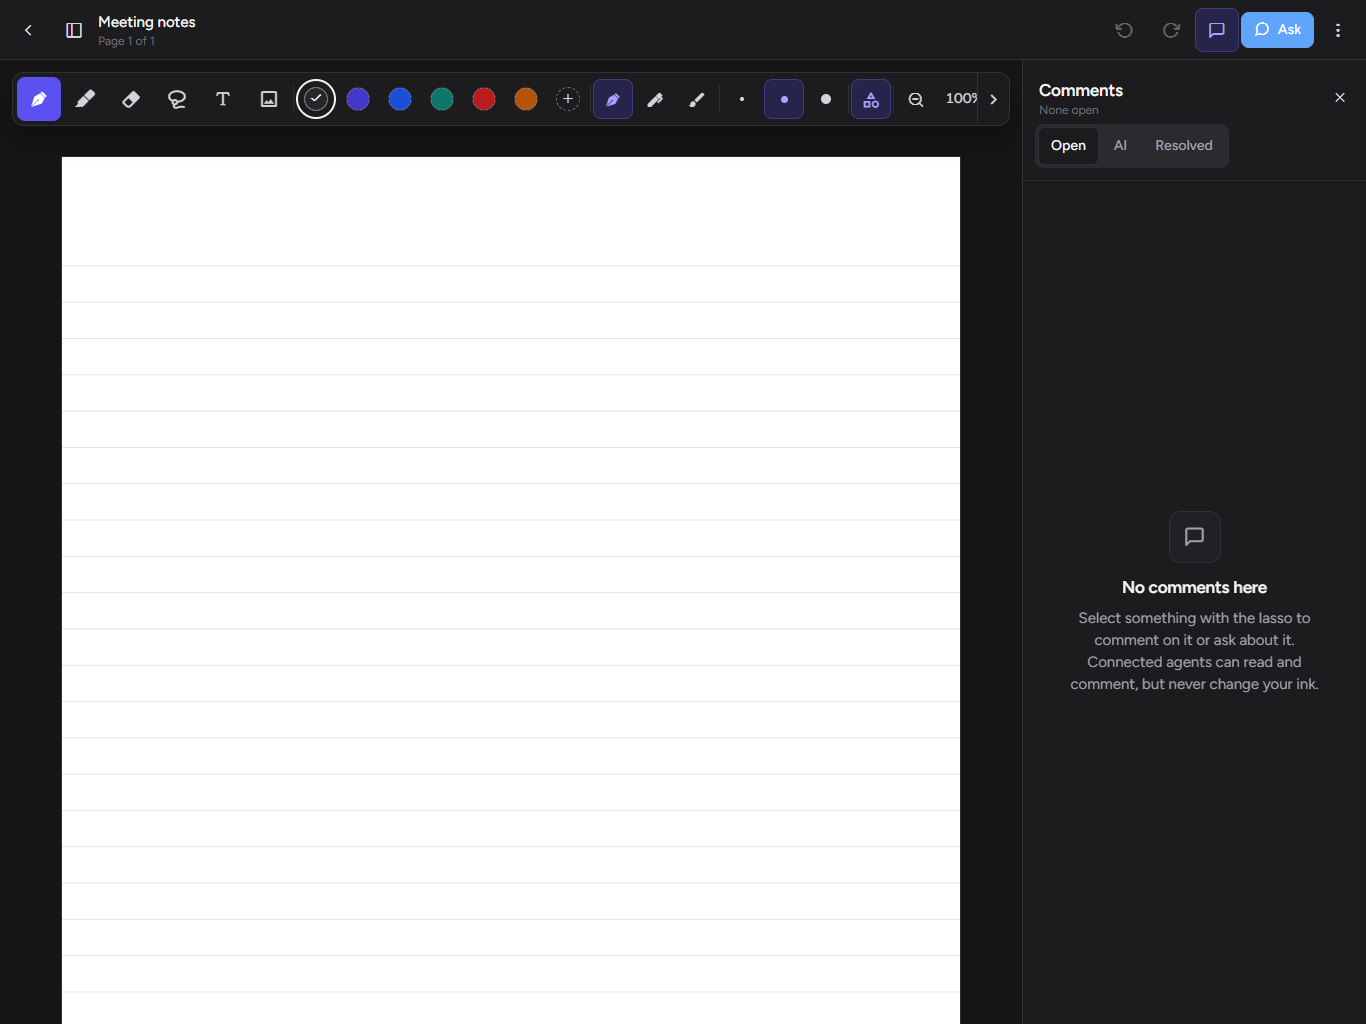 Meeting notes
Page 1 of 1
Ask
T
100%
Comments
None open
Open AI Resolved
No comments here
Select something with the lasso to
comment on it or ask about it.
Connected agents can read and
comment, but never change your ink.